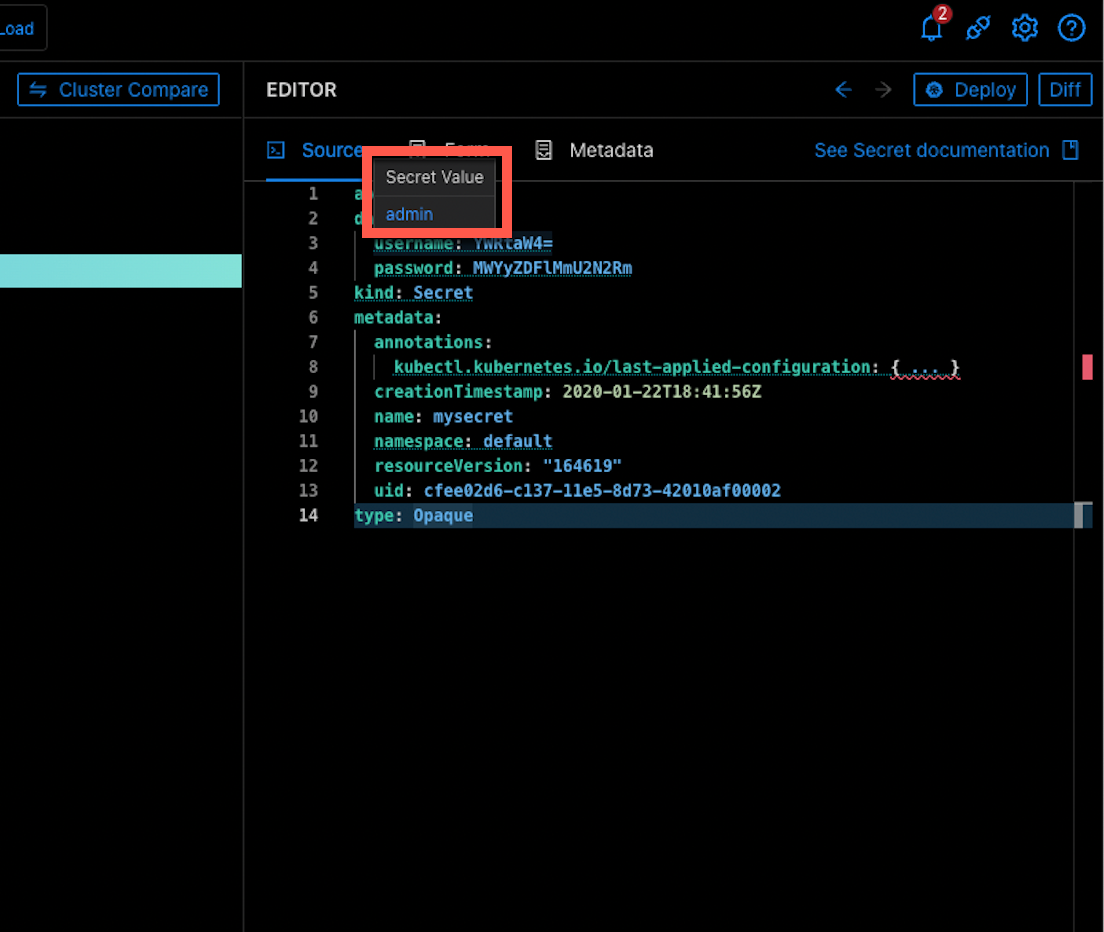 Load
2
Cluster Compare
EDITOR
Deploy
Diff
Source
Form
Metadata
See Secret documentation
Secret Value
admin
1 a
2 d
3 username: YWRtaW4=
4 password: MWYyZDFlMmU2N2Rm
5 kind: Secret
6 metadata:
7 annotations:
8 kubectl.kubernetes.io/last-applied-configuration: { ... }
9 creationTimestamp: 2020-01-22T18:41:56Z
10 name: mysecret
11 namespace: default
12 resourceVersion: "164619"
13 uid: cfee02d6-c137-11e5-8d73-42010af00002
14 type: Opaque